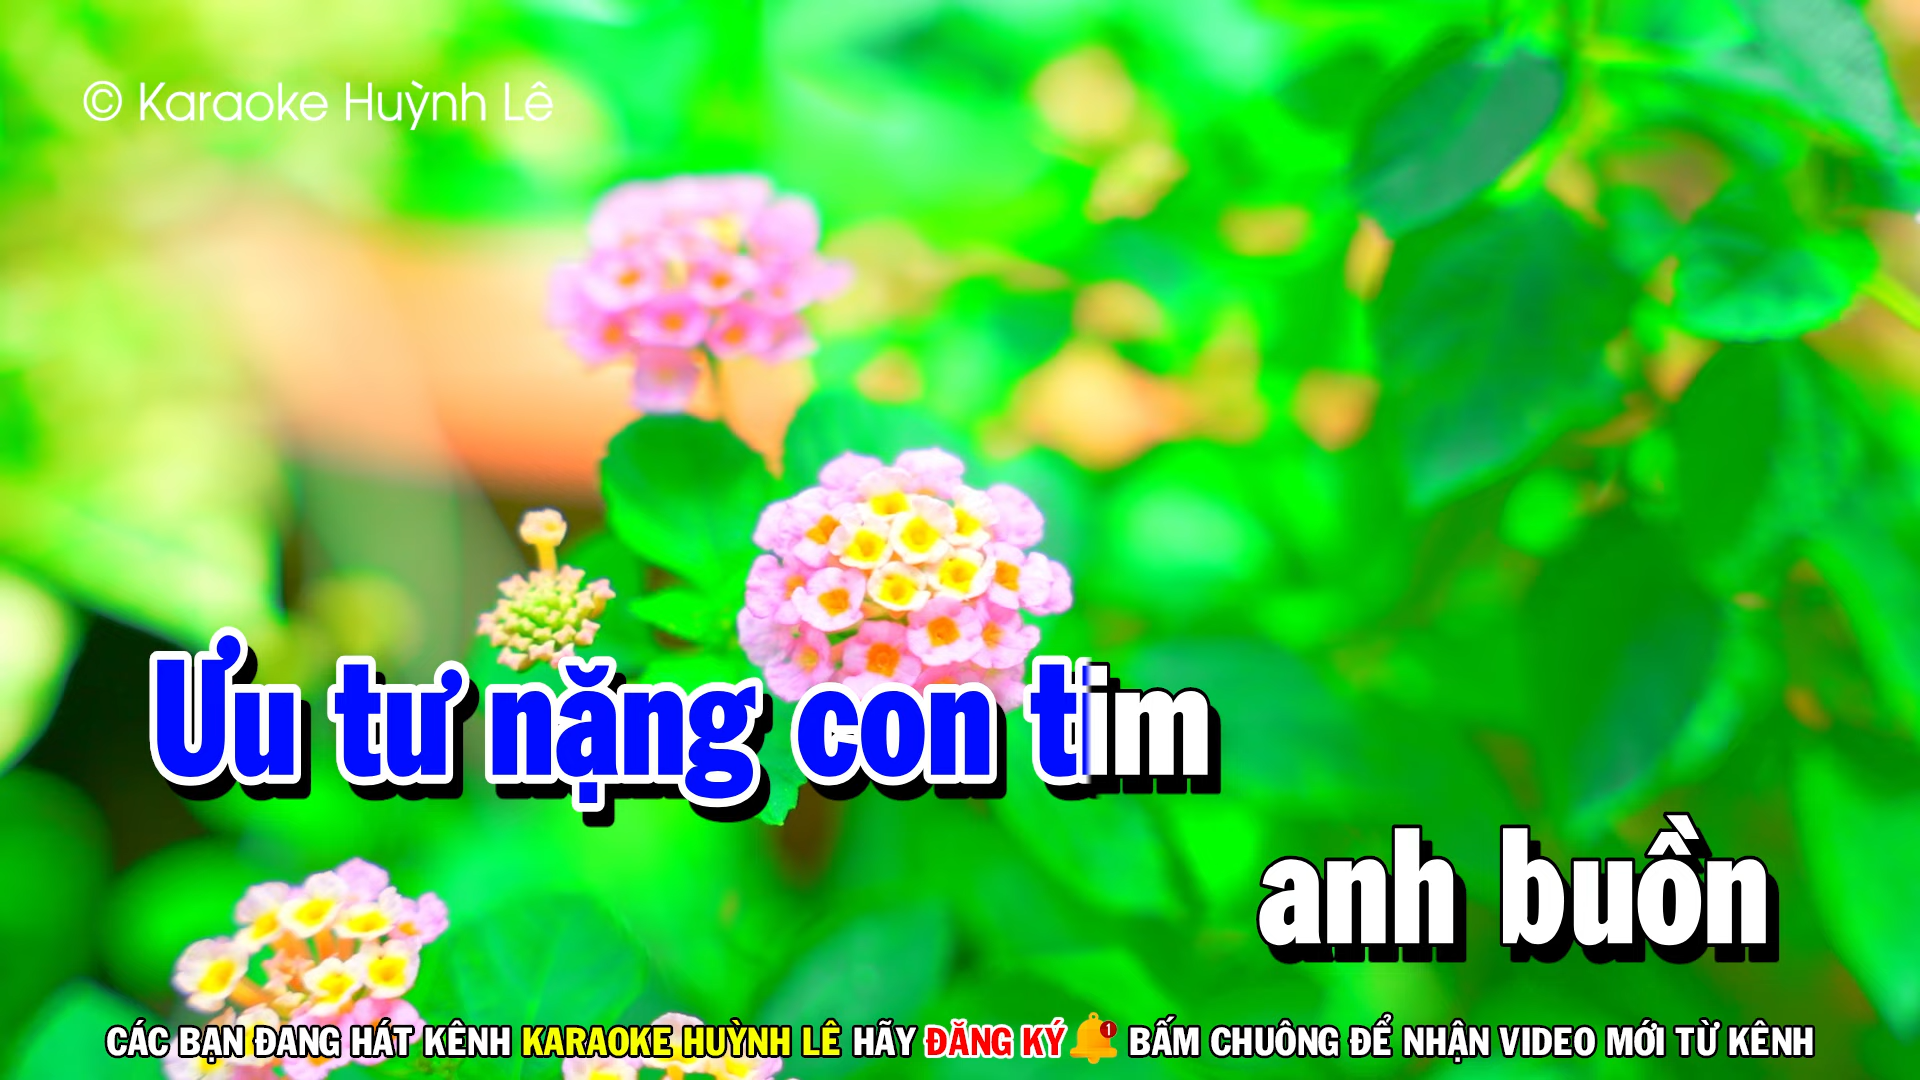 © Karaoke Huỳnh Lê
Ưu tư nặng con tim
anh buồn
CÁC BẠN ĐANG HÁT KÊNH KARAOKE HUỲNH LÊ HÃY ĐĂNG KÝ 1 BẤM CHUÔNG ĐỂ NHẬN VIDEO MỚI TỪ KÊNH